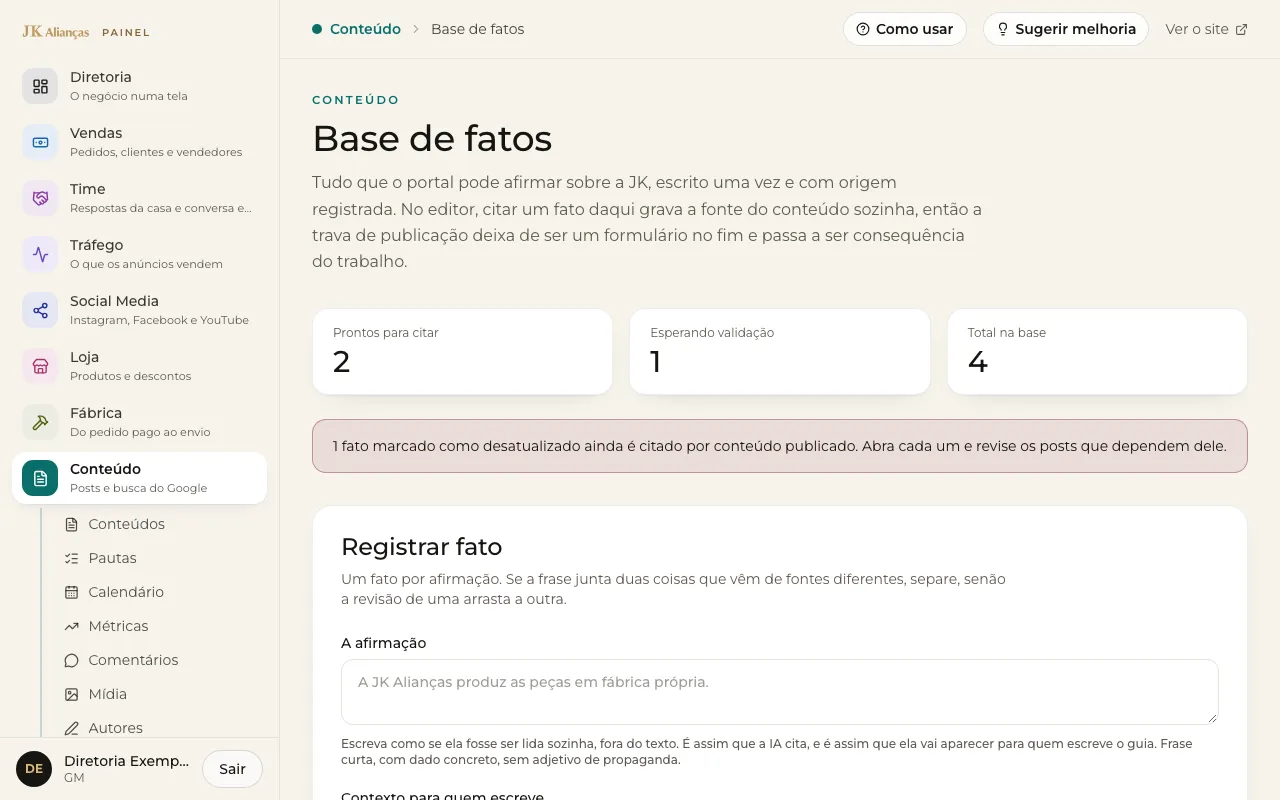 JK Alianças PAINEL
Diretoria
O negócio numa tela
Vendas
Pedidos, clientes e vendedores
Time
Respostas da casa e conversa e...
Tráfego
O que os anúncios vendem
Social Media
Instagram, Facebook e YouTube
Loja
Produtos e descontos
Fábrica
Do pedido pago ao envio
Conteúdo
Posts e busca do Google
Conteúdos
Pautas
Calendário
Métricas
Comentários
Mídia
Autores
DE
Diretoria Exemp...
GM
Sair
Conteúdo > Base de fatos
Como usar
Sugerir melhoria
Ver o site
CONTEÚDO
Base de fatos
Tudo que o portal pode afirmar sobre a JK, escrito uma vez e com origem
registrada. No editor, citar um fato daqui grava a fonte do conteúdo sozinha, então a
trava de publicação deixa de ser um formulário no fim e passa a ser consequência
do trabalho.
Prontos para citar
2
Esperando validação
1
Total na base
4
1 fato marcado como desatualizado ainda é citado por conteúdo publicado. Abra cada um e revise os posts que dependem dele.
Registrar fato
Um fato por afirmação. Se a frase junta duas coisas que vêm de fontes diferentes, separe, senão
a revisão de uma arrasta a outra.
A afirmação
A JK Alianças produz as peças em fábrica própria.
Escreva como se ela fosse ser lida sozinha, fora do texto. É assim que a IA cita, e é assim que ela vai aparecer para quem escreve o guia. Frase
curta, com dado concreto, sem adjetivo de propaganda.
Contexto para quem escreve